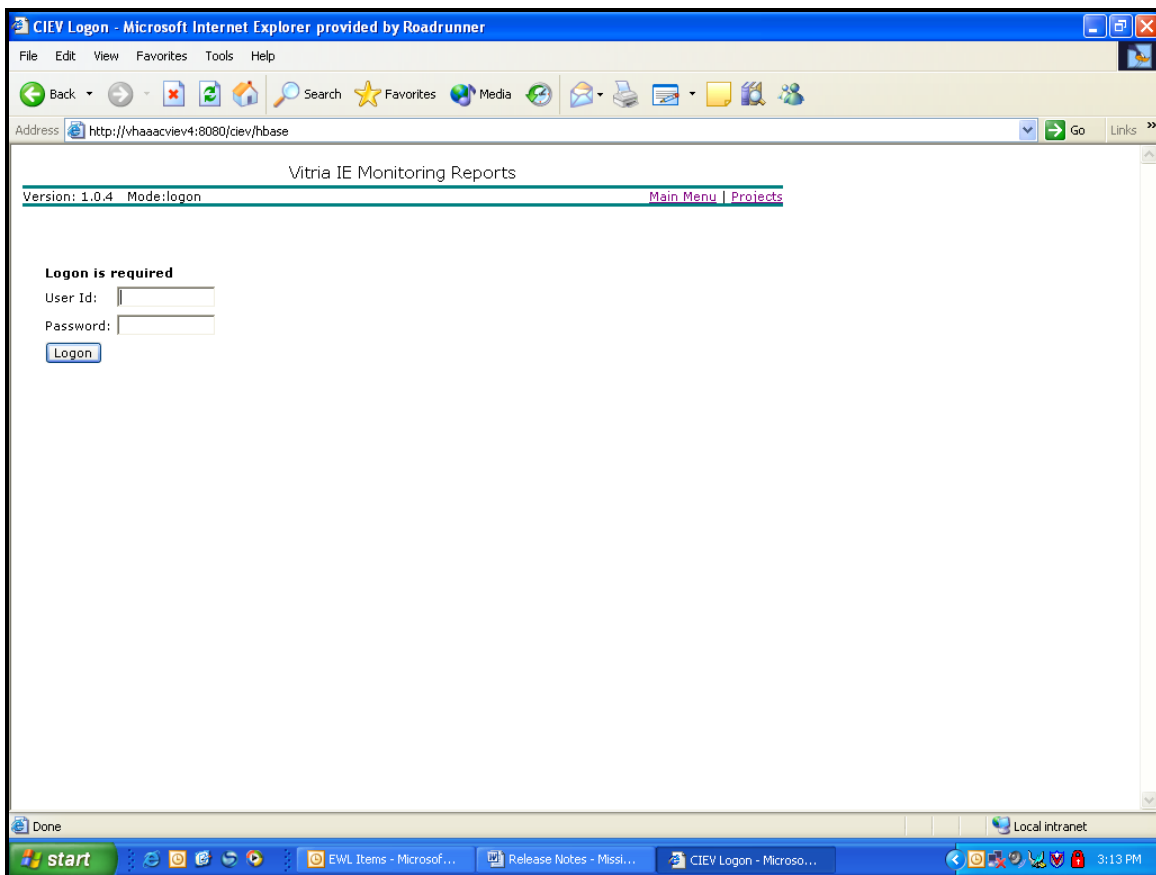 CIEV Logon - Microsoft Internet Explorer provided by Roadrunner
File Edit View Favorites Tools Help
Back Search Favorites Media
Address http://vhaaacviev4:8080/ciev/hbase Go Links »
Vitria IE Monitoring Reports
Version: 1.0.4 Mode:logon Main Menu | Projects
Logon is required
User Id:
Password:
Logon
Done Local intranet
start EWL Items - Microsof... Release Notes - Missi... CIEV Logon - Microso... 3:13 PM